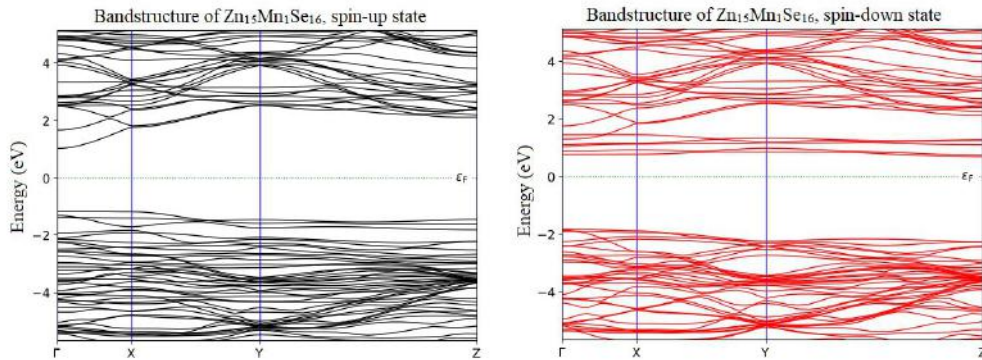 Bandstructure of Zn₁₅Mn₁Se₁₆, spin-up state
Energy (eV)
4
2
0
−2
−4
εF
Γ
X
Y
Z
Bandstructure of Zn₁₅Mn₁Se₁₆, spin-down state
Energy (eV)
4
2
0
−2
−4
εF
Γ
X
Y
Z